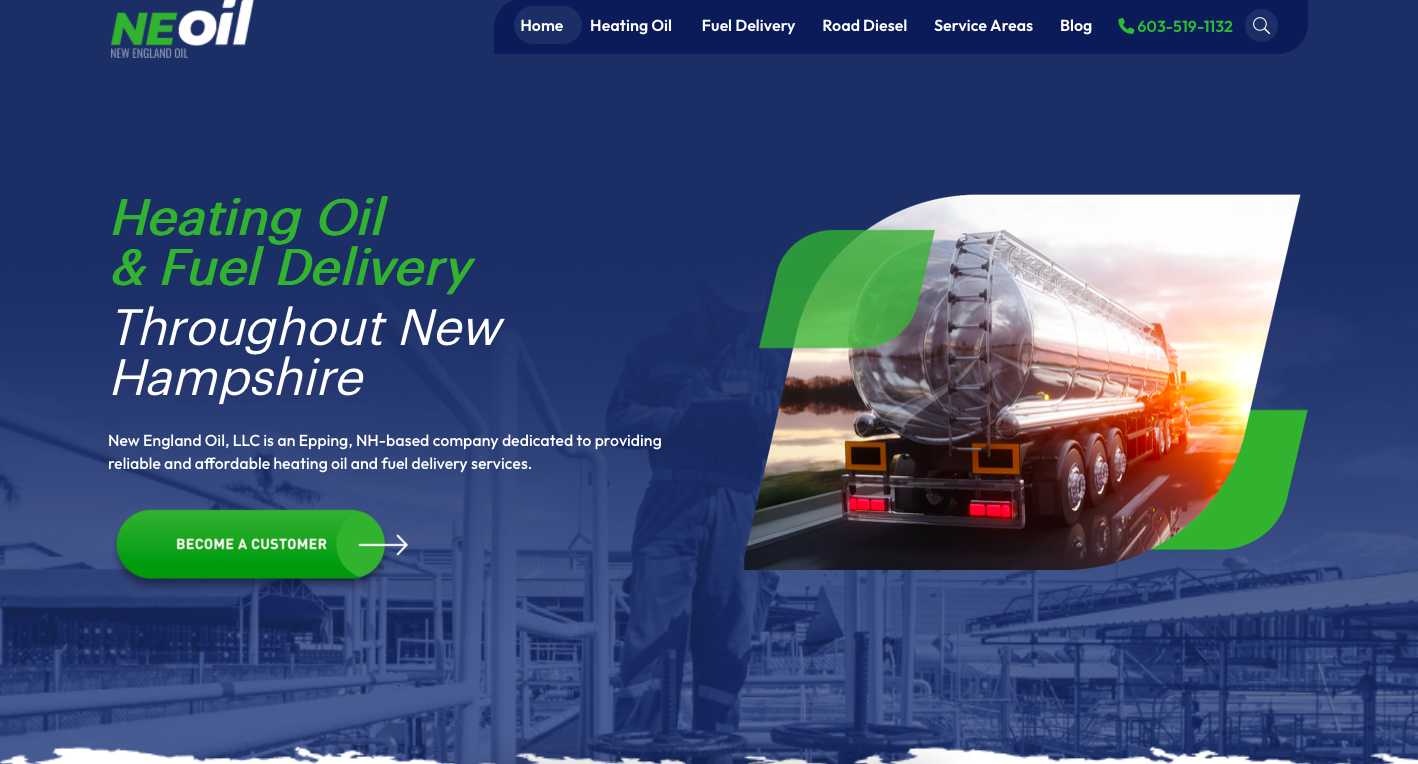 NEoil
NEW ENGLAND OIL
Home Heating Oil Fuel Delivery Road Diesel Service Areas Blog 603-519-1132
Heating Oil
& Fuel Delivery
Throughout New
Hampshire
New England Oil, LLC is an Epping, NH-based company dedicated to providing
reliable and affordable heating oil and fuel delivery services.
BECOME A CUSTOMER